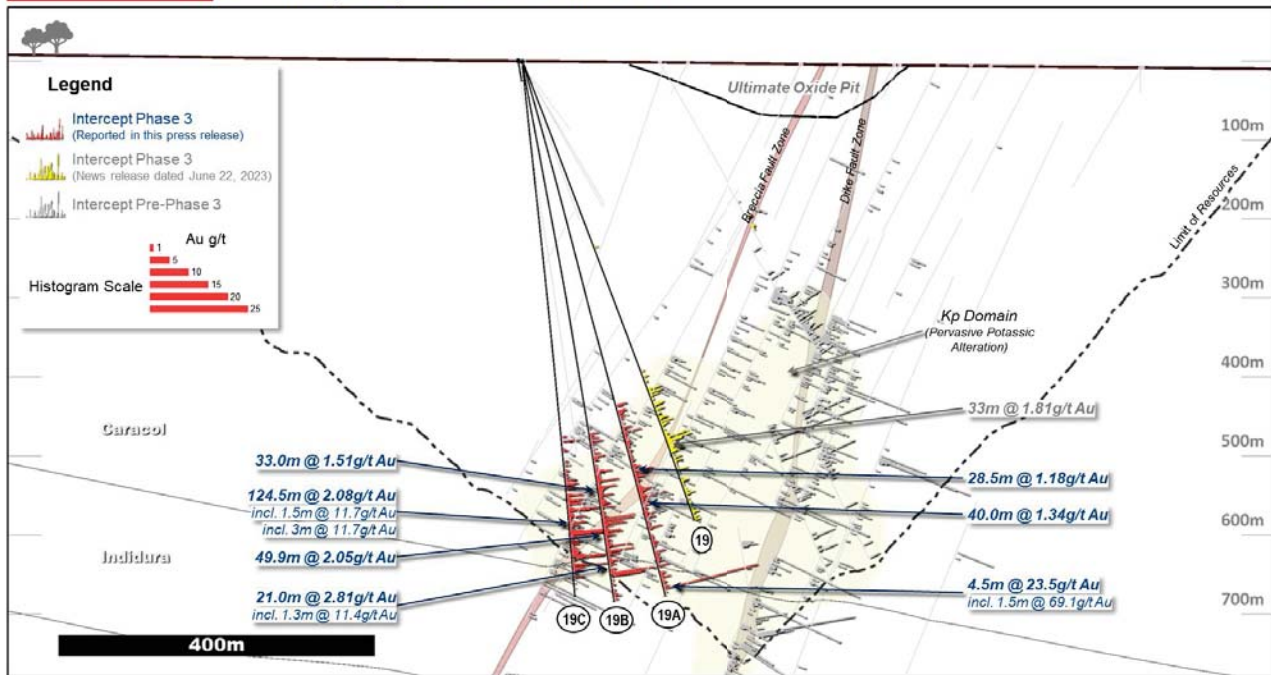 Legend
Intercept Phase 3
(Reported in this press release)
Intercept Phase 3
(News release dated June 22, 2023)
Intercept Pre-Phase 3
Au g/t
Histogram Scale
1
5
10
15
20
25
Ultimate Oxide Pit
Breccia Fault Zone
Dike Fault Zone
Limit of Resources
100m
200m
300m
400m
500m
600m
700m
Kp Domain
(Pervasive Potassic
Alteration)
Caracol
Indidura
33.0m @ 1.51g/t Au
124.5m @ 2.08g/t Au
incl. 1.5m @ 11.7g/t Au
incl. 3m @ 11.7g/t Au
49.9m @ 2.05g/t Au
21.0m @ 2.81g/t Au
incl. 1.3m @ 11.4g/t Au
33m @ 1.81g/t Au
28.5m @ 1.18g/t Au
40.0m @ 1.34g/t Au
4.5m @ 23.5g/t Au
incl. 1.5m @ 69.1g/t Au
19
19C
19B
19A
400m